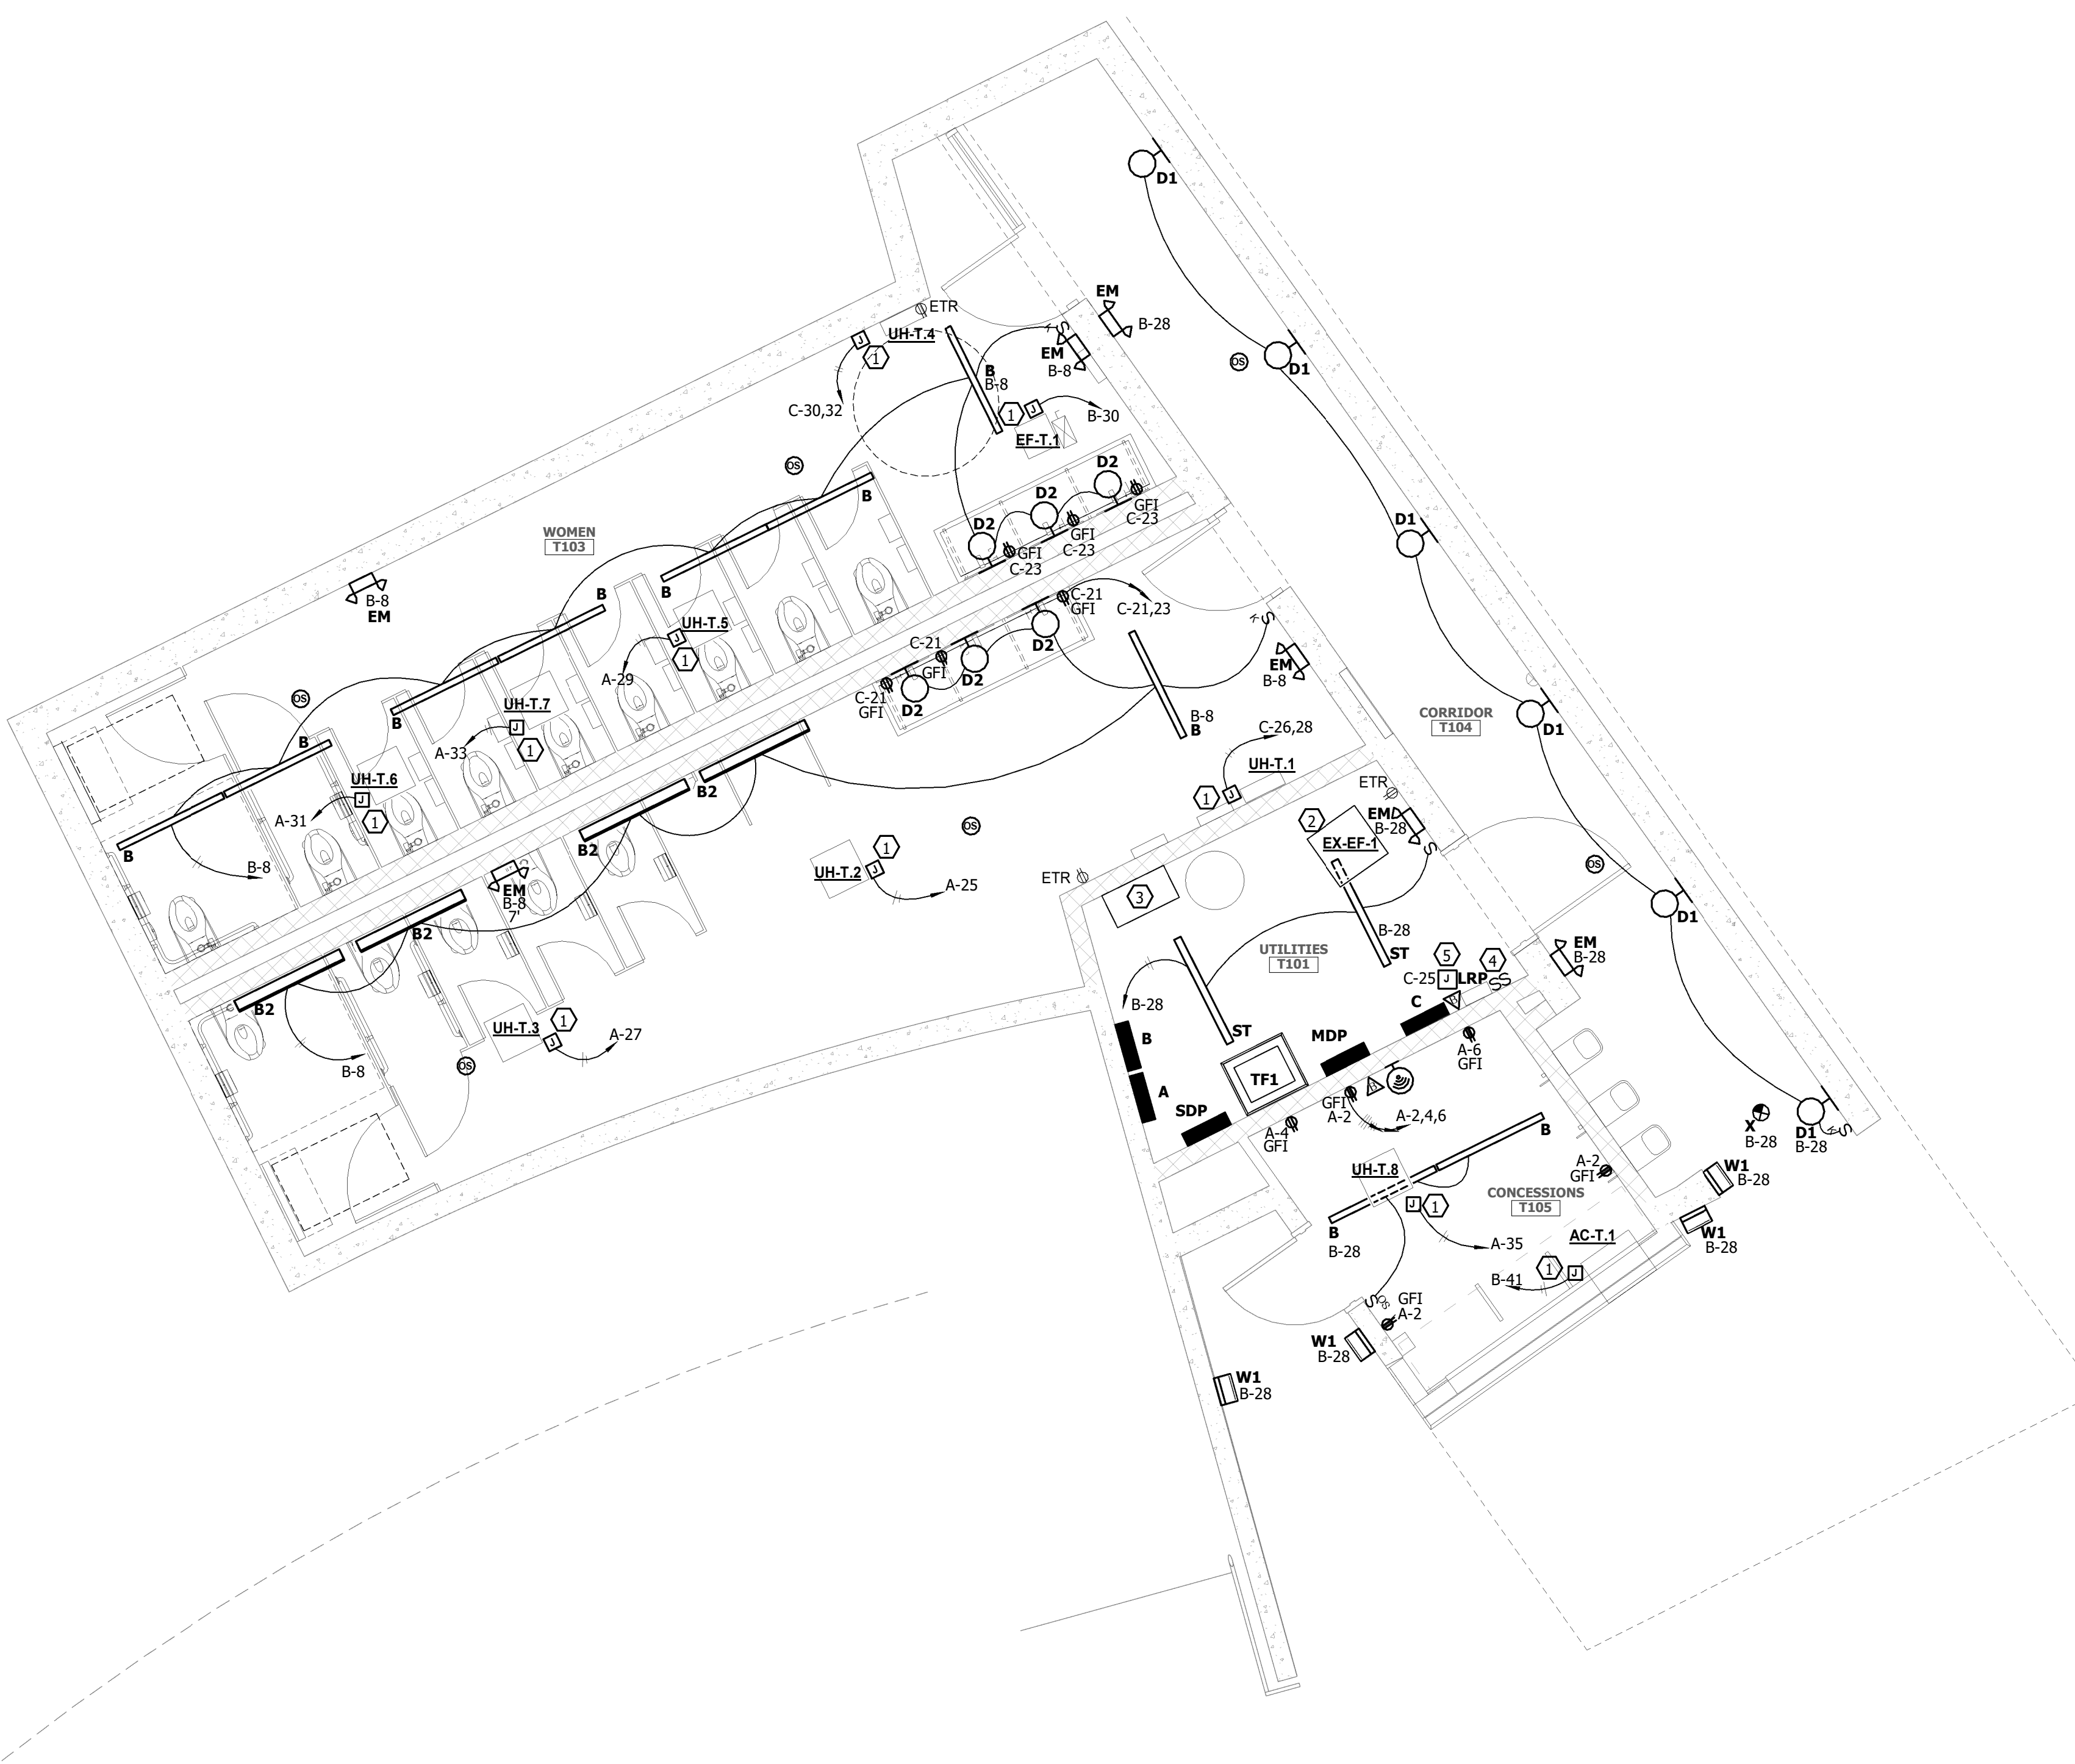 D1
EM
B-28
ETR
UH-T.4
J
1
EM
B-8
OS
D1
B
B-8
C-30,32
1
J
B-30
EF-T.1
OS
B
D2
D2
D2
GFI
C-23
GFI
C-23
GFI
C-23
D1
WOMEN
T103
B-8
EM
B
B
UH-T.5
J
1
A-29
C-21
GFI
C-21,23
D2
C-21
GFI
D2
C-21
GFI
D2
S
K
EM
B-8
OS
B
UH-T.7
J
1
A-33
B-8
B
C-26,28
CORRIDOR
T104
D1
B
UH-T.6
J
1
A-31
B
B-8
B2
B2
UH-T.1
1
J
ETR
2
EM
B-28
S
EX-EF-1
OS
UH-T.2
1
J
A-25
ETR
3
OS
EM
B-8
7'
B2
B2
D1
B-28
ST
UTILITIES
T101
5
4
C-25
J
LRP
SS
EM
B-28
C
B-28
ST
UH-T.3
1
J
A-27
B-8
OS
B
A
MDP
TF1
SDP
A-6
GFI
GFI
A-2
A-2,4,6
A-4
GFI
B
X
B-28
D1
B-28
S
K
UH-T.8
J
1
B
B-28
A-2
GFI
W1
B-28
CONCESSIONS
T105
W1
B-28
A-35
AC-T.1
1
J
B-41
S
OS
GFI
A-2
W1
B-28
W1
B-28